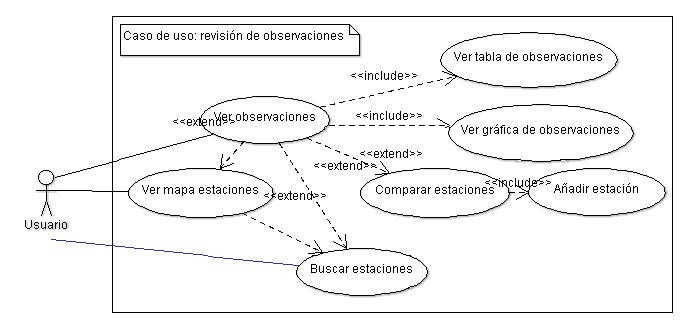 Caso de uso: revisión de observaciones
Ver tabla de observaciones
<<include>>
<<extend>>
Ver observaciones
<<include>>
Ver gráfica de observaciones
<<extend>>
<<extend>>
Ver mapa estaciones
<<extend>>
Comparar estaciones
<<include>>
Añadir estación
Usuario
Buscar estaciones